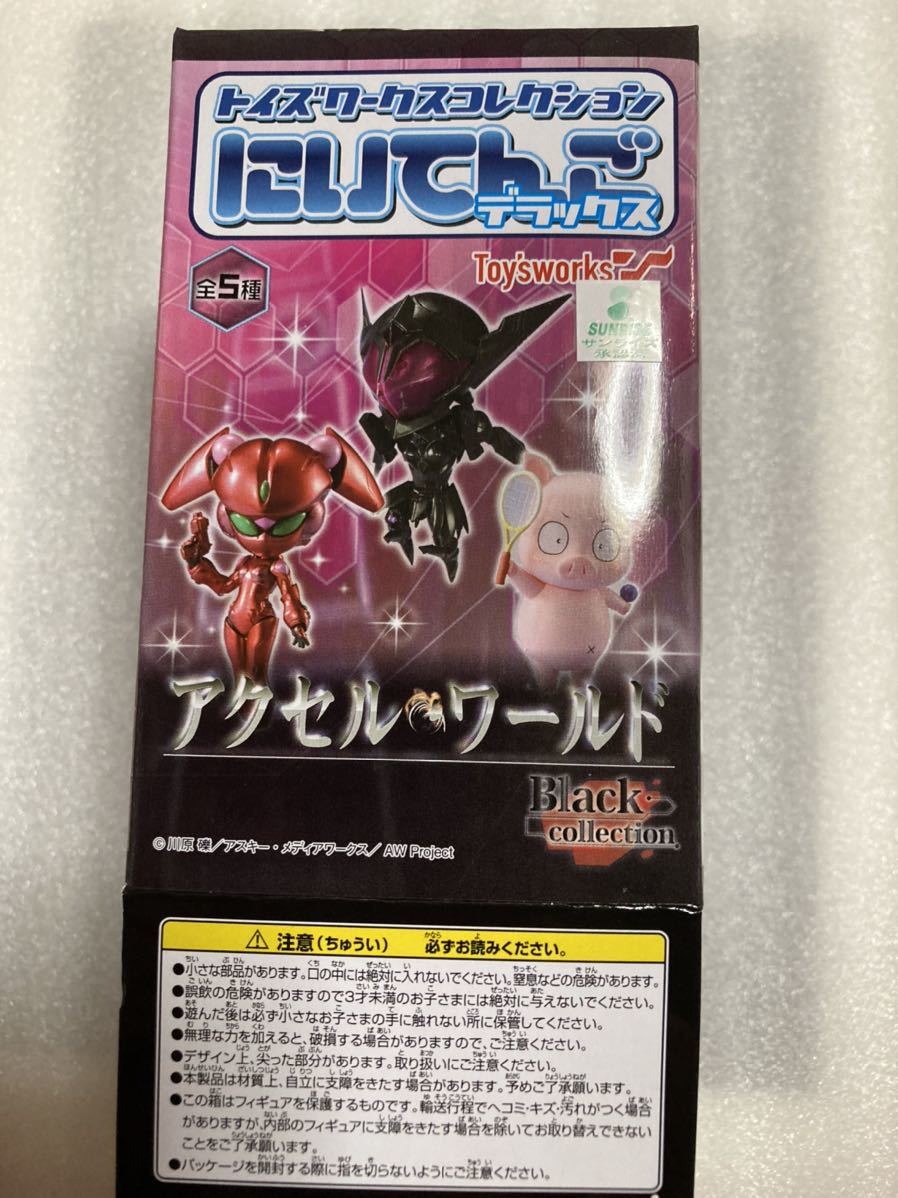 トイズワークスコレクション
にいてんご
デラックス
Toy'sworks
全5種
SUNRISE
サンライズ
承認済
アクセル・ワールド
Black
collection
© 川原 礫／アスキー・メディアワークス／ AW Project
注意（ちゅうい） 必ずお読みください。
●小さな部品があります。口の中には絶対に入れないでください。窒息などの危険があります。
●誤飲の危険がありますので3才未満のお子さまには絶対に与えないでください。
●遊んだ後は必ず小さなお子さまの手に触れない所に保管してください。
●無理な力を加えると、破損する場合がありますので、ご注意ください。
●デザイン上、尖った部分があります。取り扱いにご注意ください。
●本製品は材質上、自立に支障をきたす場合があります。予めご了承願います。
●この箱はフィギュアを保護するものです。輸送行程でヘコミ・キズ・汚れがつく場合
がありますが、内部のフィギュアに支障をきたす場合を除いてお取り替えできない
ことをご了承願います。
●パッケージを開封する際に指を切らないようにご注意ください。